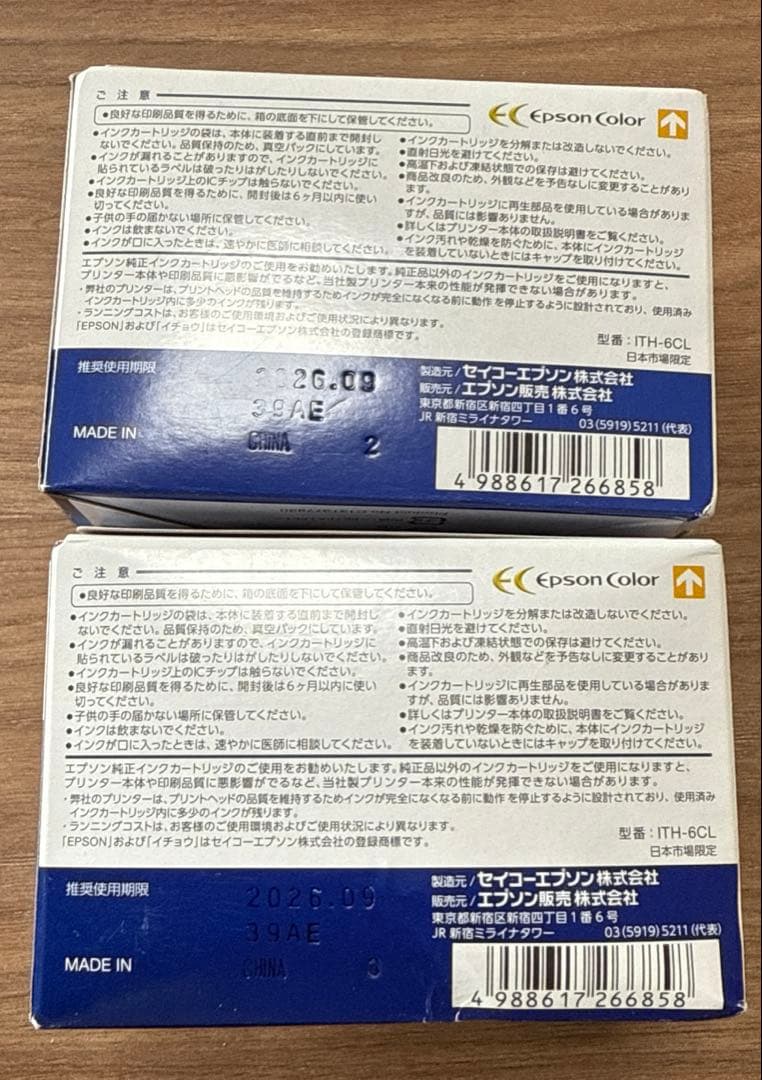 ご注意
●良好な印刷品質を得るために、箱の底面を下にして保管してください。
Epson Color
●インクカートリッジの袋は、本体に装着する直前まで開封し
ないでください。品質保持のため、真空パックにしています。
●インクが漏れることがありますので、インクカートリッジに
貼られているラベルは破ったりはがしたりしないでください。
●インクカートリッジ上のICチップは触らないでください。
●良好な印刷品質を得るために、開封後は6ヶ月以内に使い
切ってください。
●子供の手の届かない場所に保管してください。
●インクは飲まないでください。
●インクが口に入ったときは、速やかに医師に相談してください。
●インクカートリッジを分解または改造しないでください。
●直射日光を避けてください。
●高温下および凍結状態での保存は避けてください。
●商品改良のため、外観などを予告なしに変更することがあり
ます。
●インクカートリッジに再生部品を使用している場合がありま
すが、品質には影響ありません。
●詳しくはプリンター本体の取扱説明書をご覧ください。
●インク汚れや乾燥を防ぐために、本体にインクカートリッジ
を装着していないときにはキャップを取り付けてください。
エプソン純正インクカートリッジのご使用をお勧めいたします。純正品以外のインクカートリッジをご使用になりますと、
プリンター本体や印刷品質に悪影響がでるなど、当社製プリンター本来の性能が発揮できない場合があります。
・弊社のプリンターは、プリントヘッドの品質を維持するためインクが完全になくなる前に動作を停止するように設計されており、使用済み
インクカートリッジ内に多少のインクが残ります。
・ランニングコストは、お客様のご使用環境およびご使用状況により異なります。
「EPSON」および「イチョウ」はセイコーエプソン株式会社の登録商標です。
型番：ITH-6CL
日本市場限定
推奨使用期限
2026.09
39AE
MADE IN
CHINA 2
製造元/セイコーエプソン株式会社
販売元/エプソン販売株式会社
東京都新宿区新宿四丁目1番6号
JR新宿ミライナタワー 03(5919)5211(代表)
4 988617 266858
ご注意
●良好な印刷品質を得るために、箱の底面を下にして保管してください。
Epson Color
●インクカートリッジの袋は、本体に装着する直前まで開封し
ないでください。品質保持のため、真空パックにしています。
●インクが漏れることがありますので、インクカートリッジに
貼られているラベルは破ったりはがしたりしないでください。
●インクカートリッジ上のICチップは触らないでください。
●良好な印刷品質を得るために、開封後は6ヶ月以内に使い
切ってください。
●子供の手の届かない場所に保管してください。
●インクは飲まないでください。
●インクが口に入ったときは、速やかに医師に相談してください。
●インクカートリッジを分解または改造しないでください。
●直射日光を避けてください。
●高温下および凍結状態での保存は避けてください。
●商品改良のため、外観などを予告なしに変更することがあり
ます。
●インクカートリッジに再生部品を使用している場合がありま
すが、品質には影響ありません。
●詳しくはプリンター本体の取扱説明書をご覧ください。
●インク汚れや乾燥を防ぐために、本体にインクカートリッジ
を装着していないときにはキャップを取り付けてください。
エプソン純正インクカートリッジのご使用をお勧めいたします。純正品以外のインクカートリッジをご使用になりますと、
プリンター本体や印刷品質に悪影響がでるなど、当社製プリンター本来の性能が発揮できない場合があります。
・弊社のプリンターは、プリントヘッドの品質を維持するためインクが完全になくなる前に動作を停止するように設計されており、使用済み
インクカートリッジ内に多少のインクが残ります。
・ランニングコストは、お客様のご使用環境およびご使用状況により異なります。
「EPSON」および「イチョウ」はセイコーエプソン株式会社の登録商標です。
型番：ITH-6CL
日本市場限定
推奨使用期限
2026.09
39AE
MADE IN
CHINA 3
製造元/セイコーエプソン株式会社
販売元/エプソン販売株式会社
東京都新宿区新宿四丁目1番6号
JR新宿ミライナタワー 03(5919)5211(代表)
4 988617 266858